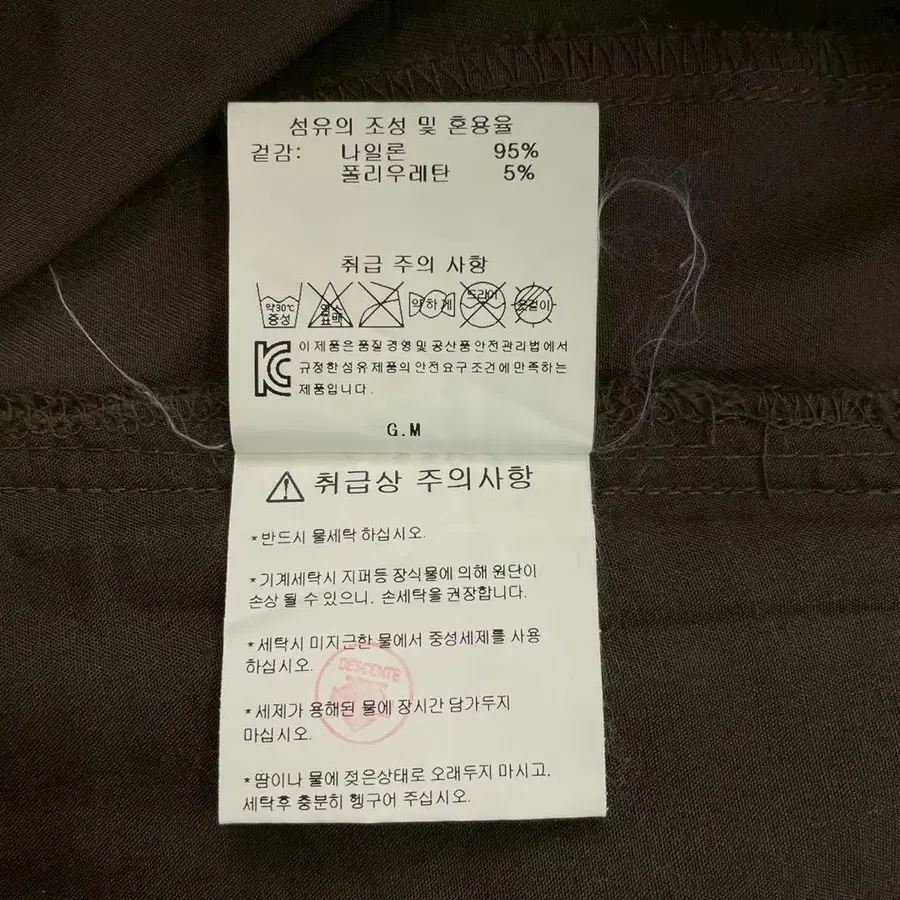 섬유의 조성 및 혼용율
겉감: 나일론 95%
폴리우레탄 5%
취급 주의 사항
약30℃
중성
염소
표백
약하게
드라이
옷걸이
이 제품은 품질경영 및 공산품안전관리법에서
규정한 섬유제품의 안전요구조건에 만족하는
제품입니다.
G.M
취급상 주의사항
*반드시 물세탁 하십시오.
*기계세탁시 지퍼등 장식물에 의해 원단이
손상 될 수 있으니, 손세탁을 권장합니다.
*세탁시 미지근한 물에서 중성세제를 사용
하십시오.
DESCENTE
*세제가 용해된 물에 장시간 담가두지
마십시오.
*땀이나 물에 젖은상태로 오래두지 마시고,
세탁후 충분히 헹구어 주십시오.